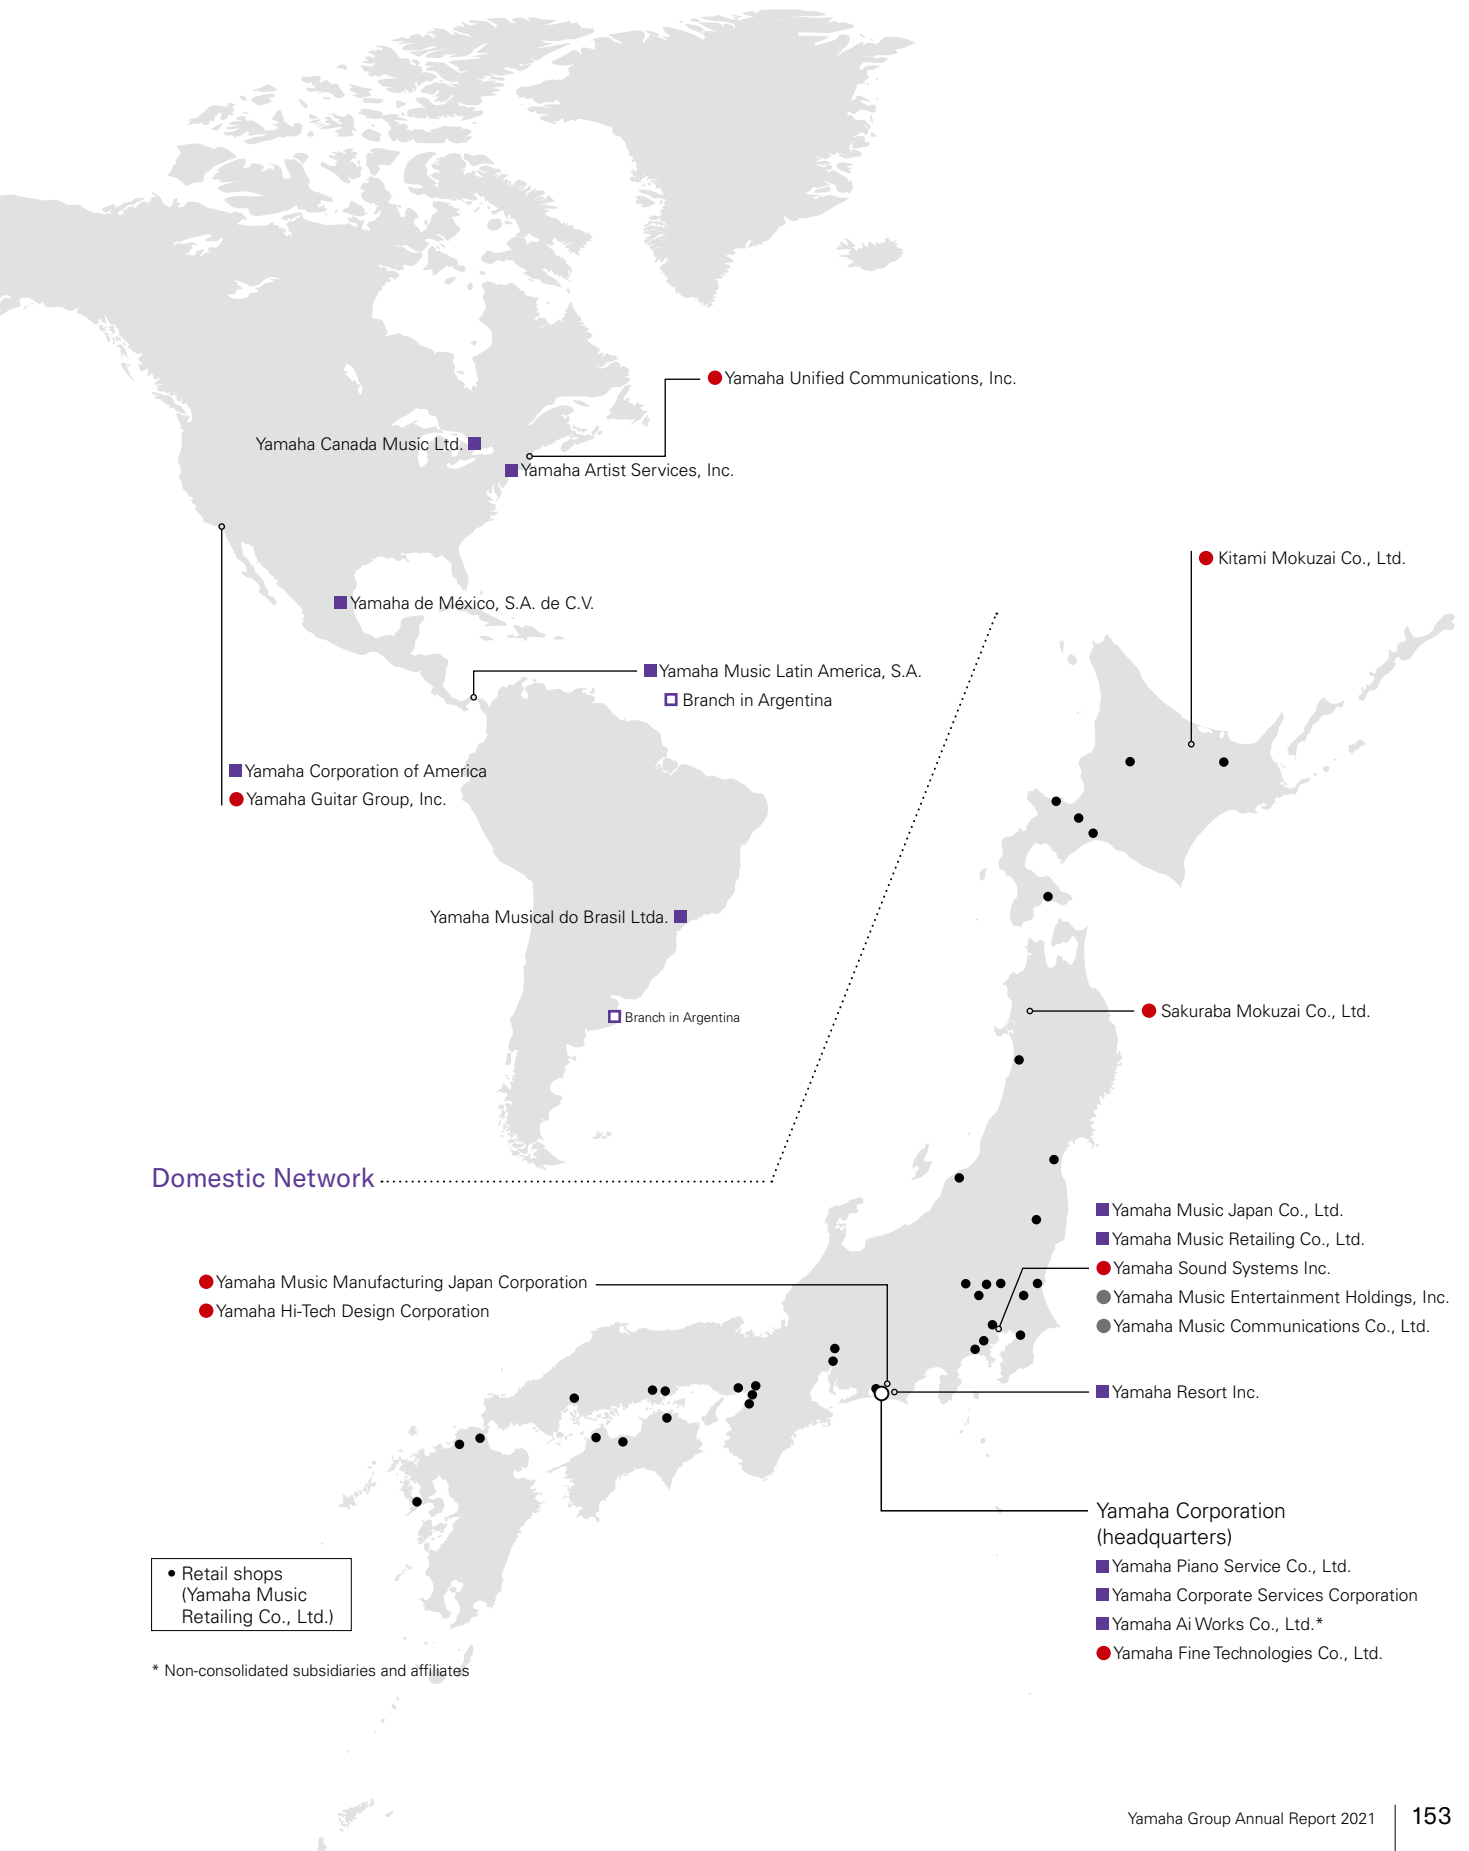 Yamaha Unified Communications, Inc.
Yamaha Canada Music Ltd.
Yamaha Artist Services, Inc.
Kitami Mokuzai Co., Ltd.
Yamaha de México, S.A. de C.V.
Yamaha Music Latin America, S.A.
Branch in Argentina
Yamaha Corporation of America
Yamaha Guitar Group, Inc.
Yamaha Musical do Brasil Ltda.
Branch in Argentina
Sakuraba Mokuzai Co., Ltd.
Domestic Network
Yamaha Music Japan Co., Ltd.
Yamaha Music Retailing Co., Ltd.
Yamaha Sound Systems Inc.
Yamaha Music Entertainment Holdings, Inc.
Yamaha Music Communications Co., Ltd.
Yamaha Music Manufacturing Japan Corporation
Yamaha Hi-Tech Design Corporation
Yamaha Resort Inc.
Yamaha Corporation
(headquarters)
Yamaha Piano Service Co., Ltd.
Yamaha Corporate Services Corporation
Yamaha Ai Works Co., Ltd.*
Yamaha Fine Technologies Co., Ltd.
• Retail shops
(Yamaha Music
Retailing Co., Ltd.)
* Non-consolidated subsidiaries and affiliates
Yamaha Group Annual Report 2021 153